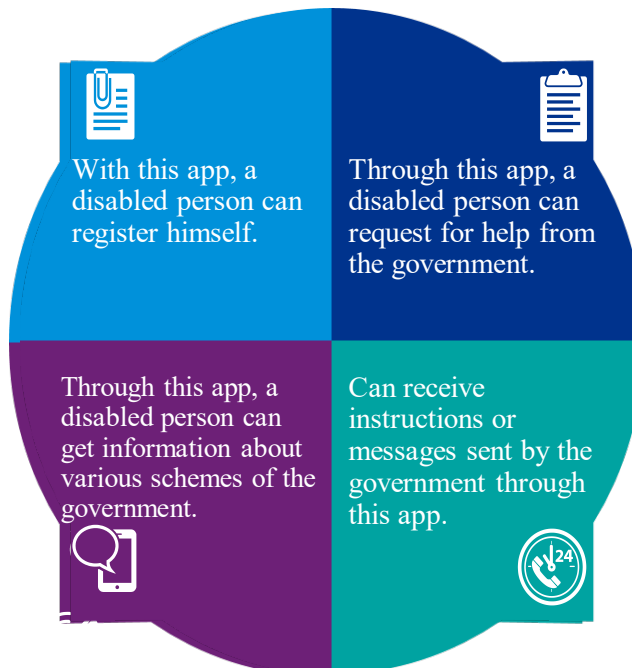 With this app, a
disabled person can
register himself.
Through this app, a
disabled person can
request for help from
the government.
Through this app, a
disabled person can
get information about
various schemes of the
government.
Can receive
instructions or
messages sent by the
government through
this app.
24